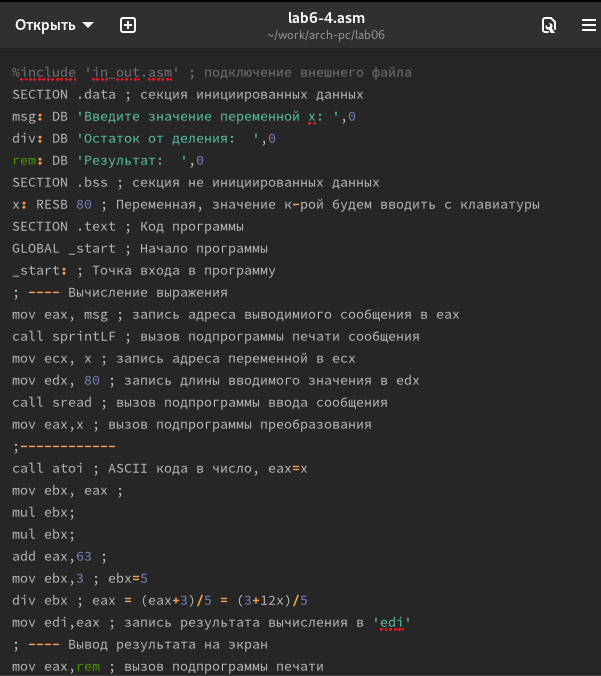 Открыть
lab6-4.asm
~/work/arch-pc/lab06
%include 'in_out.asm' ; подключение внешнего файла
SECTION .data ; секция инициированных данных
msg: DB 'Введите значение переменной x: ',0
div: DB 'Остаток от деления:  ',0
rem: DB 'Результат:  ',0
SECTION .bss ; секция не инициированных данных
x: RESB 80 ; Переменная, значение к-рой будем вводить с клавиатуры
SECTION .text ; Код программы
GLOBAL _start ; Начало программы
_start: ; Точка входа в программу
; ---- Вычисление выражения
mov eax, msg ; запись адреса выводимиого сообщения в eax
call sprintLF ; вызов подпрограммы печати сообщения
mov ecx, x ; запись адреса переменной в ecx
mov edx, 80 ; запись длины вводимого значения в edx
call sread ; вызов подпрограммы ввода сообщения
mov eax,x ; вызов подпрограммы преобразования
;------------
call atoi ; ASCII кода в число, eax=x
mov ebx, eax ;
mul ebx;
mul ebx;
add eax,63 ;
mov ebx,3 ; ebx=5
div ebx ; eax = (eax+3)/5 = (3+12x)/5
mov edi,eax ; запись результата вычисления в 'edi'
; ---- Вывод результата на экран
mov eax,rem ; вызов подпрограммы печати